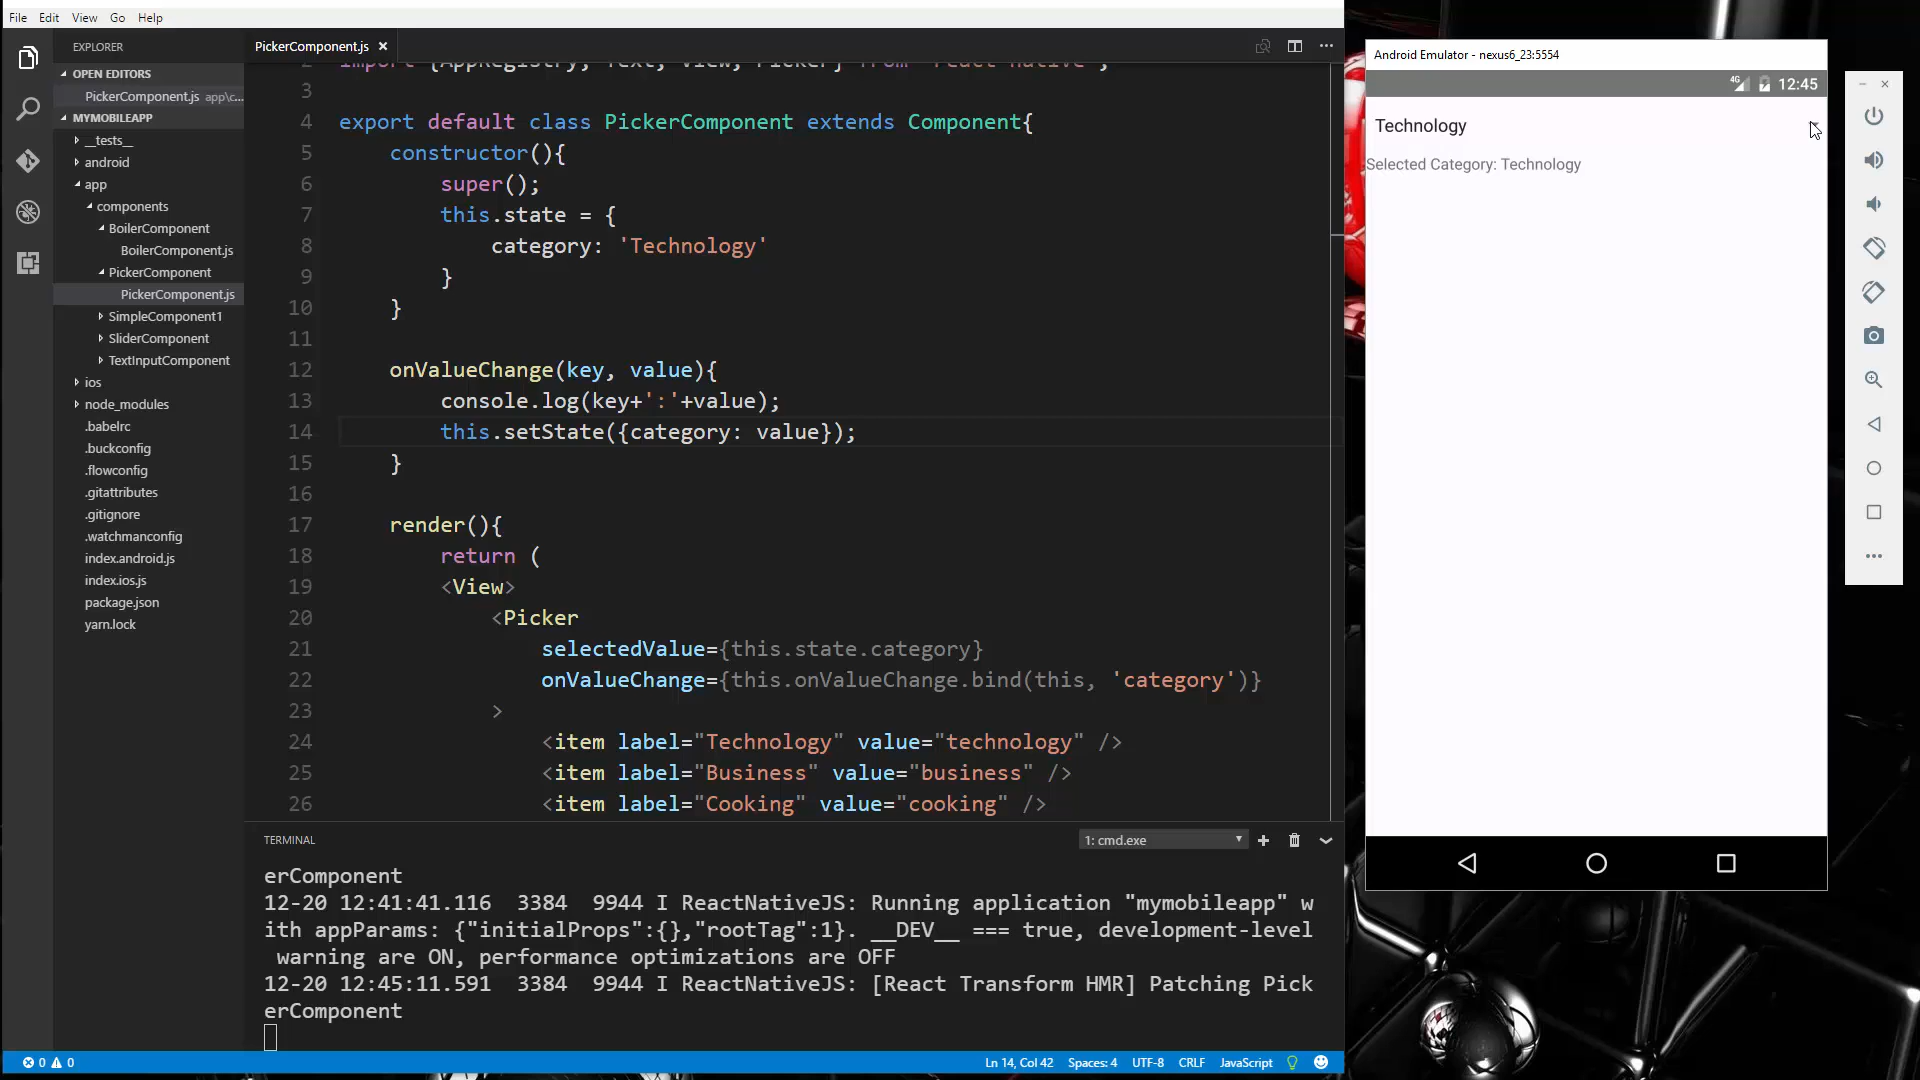 File Edit View Go Help
EXPLORER
OPEN EDITORS
PickerComponent.js app\c...
MYMOBILEAPP
__tests__
android
app
components
BoilerComponent
BoilerComponent.js
PickerComponent
PickerComponent.js
SimpleComponent1
SliderComponent
TextInputComponent
ios
node_modules
.babelrc
.buckconfig
.flowconfig
.gitattributes
.gitignore
.watchmanconfig
index.android.js
index.ios.js
package.json
yarn.lock
PickerComponent.js
2 import {AppRegistry, Text, View, Picker} from 'react-native';
3
4 export default class PickerComponent extends Component{
5 constructor(){
6 super();
7 this.state = {
8 category: 'Technology'
9 }
10 }
11
12 onValueChange(key, value){
13 console.log(key+':'+value);
14 this.setState({category: value});
15 }
16
17 render(){
18 return (
19 <View>
20 <Picker
21 selectedValue={this.state.category}
22 onValueChange={this.onValueChange.bind(this, 'category')}
23 >
24 <item label="Technology" value="technology" />
25 <item label="Business" value="business" />
26 <item label="Cooking" value="cooking" />
TERMINAL
1: cmd.exe
erComponent
12-20 12:41:41.116 3384 9944 I ReactNativeJS: Running application "mymobileapp" w
ith appParams: {"initialProps":{},"rootTag":1}. __DEV__ === true, development-level
warning are ON, performance optimizations are OFF
12-20 12:45:11.591 3384 9944 I ReactNativeJS: [React Transform HMR] Patching Pick
erComponent
0 0
Ln 14, Col 42 Spaces: 4 UTF-8 CRLF JavaScript
Android Emulator - nexus6_23:5554
4G 12:45
Technology
Selected Category: Technology